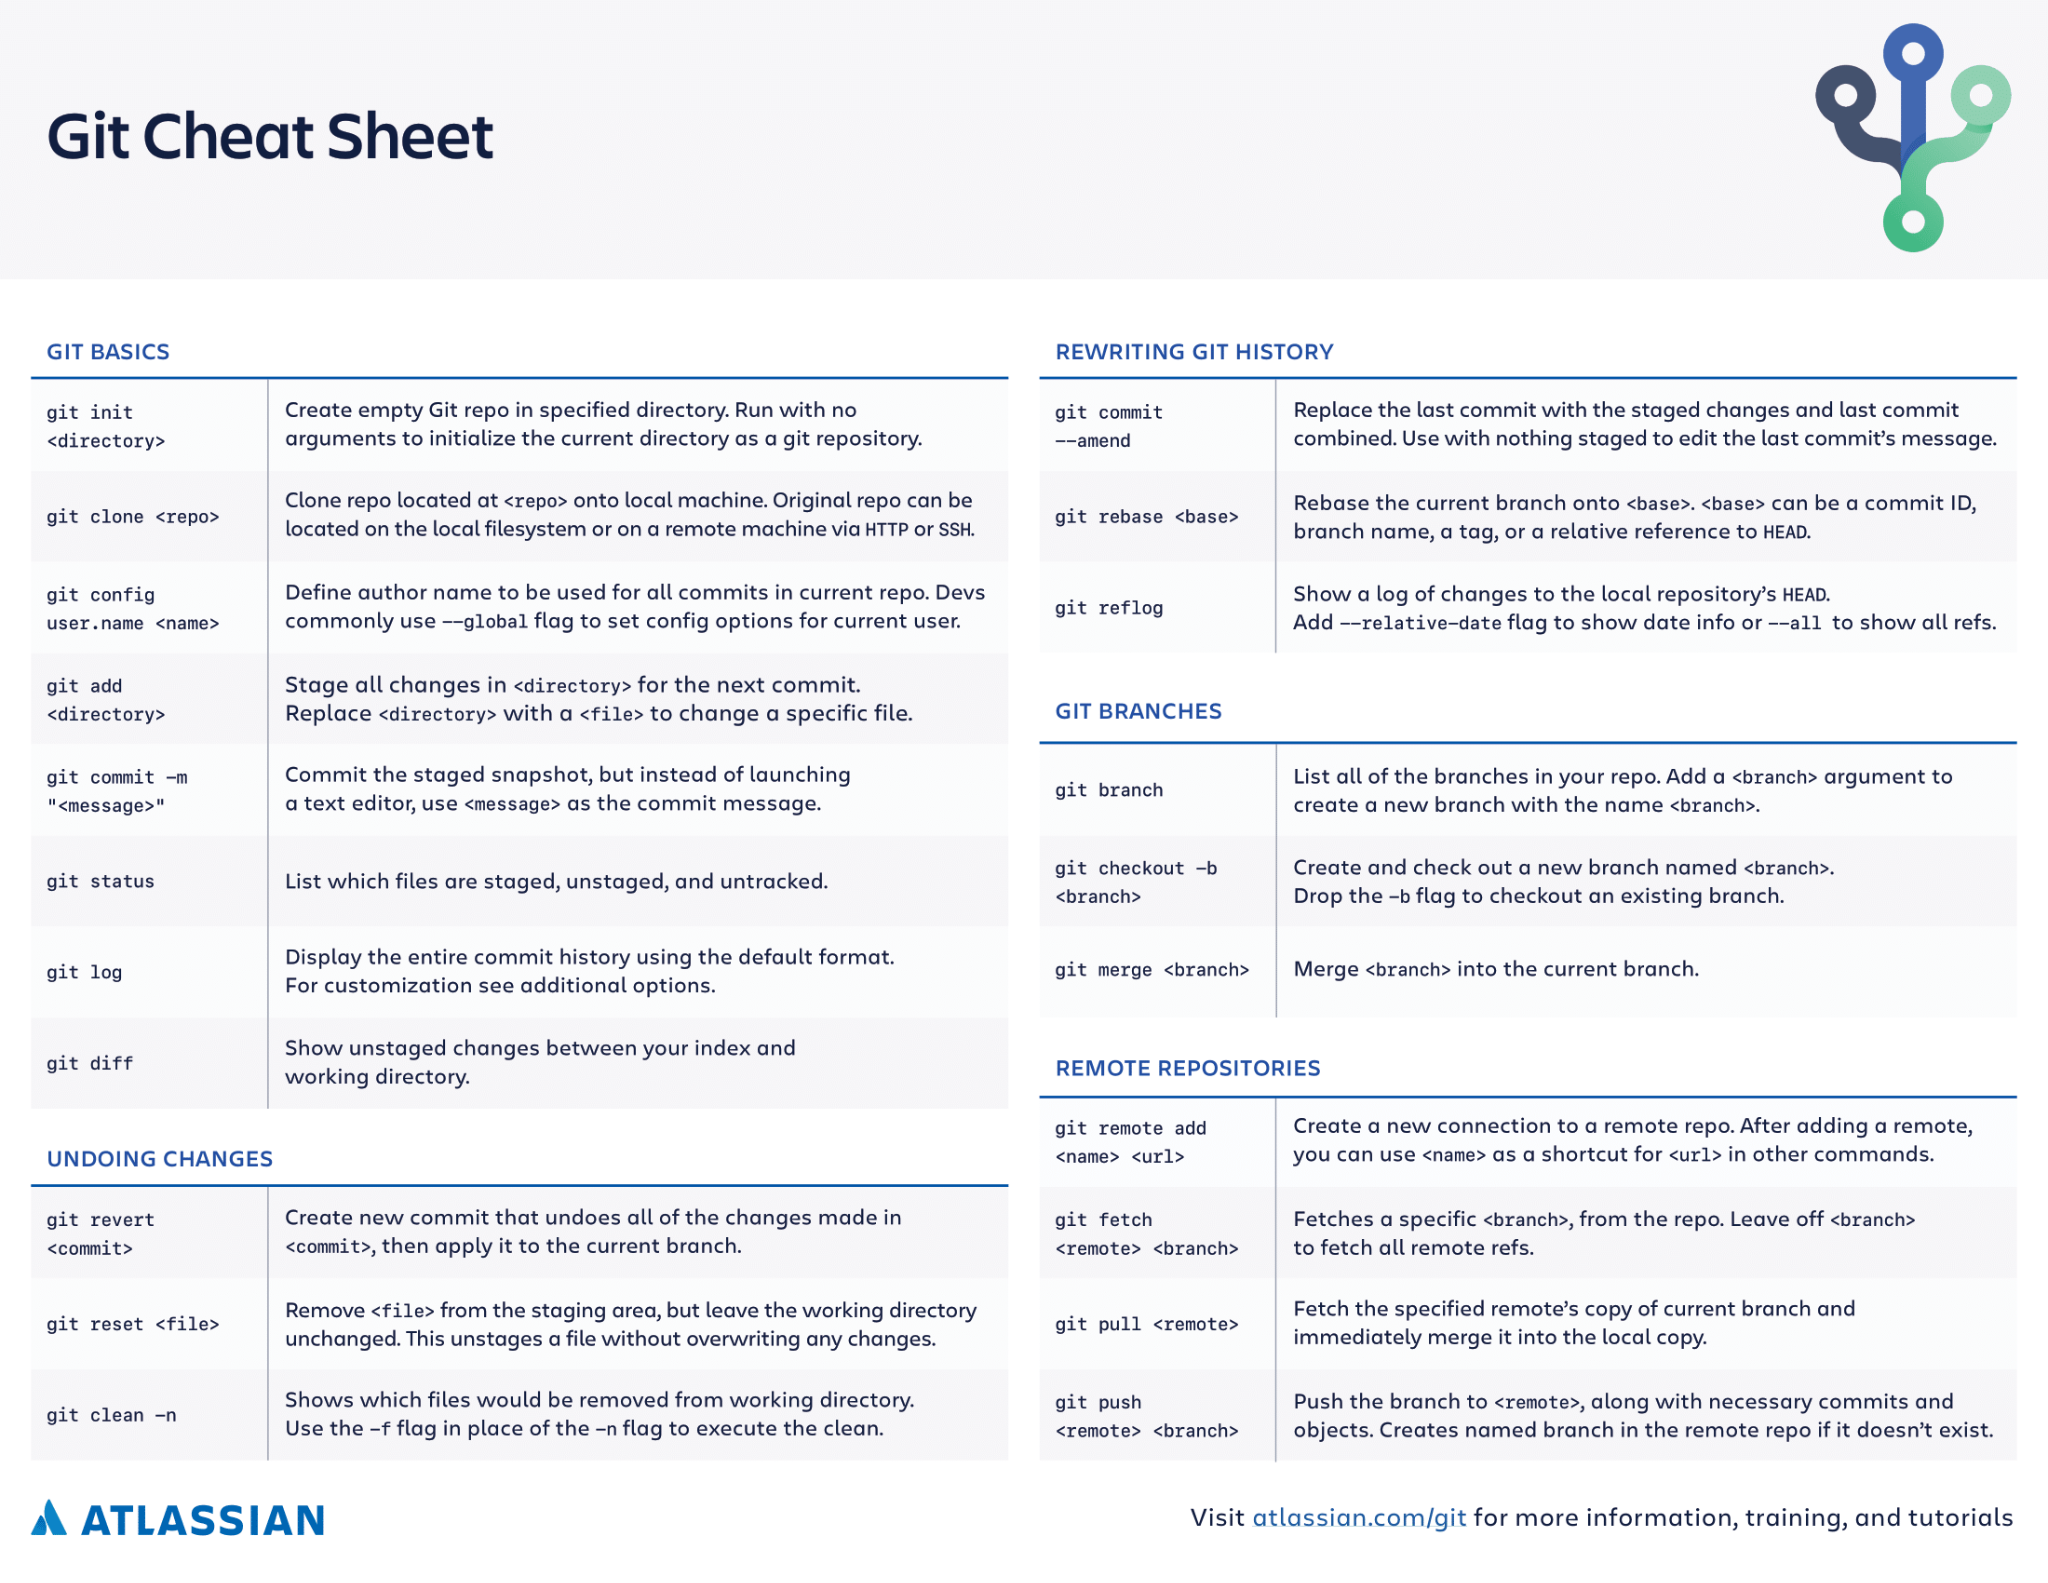 Git Cheat Sheet
GIT BASICS
git init
<directory>
Create empty Git repo in specified directory. Run with no
arguments to initialize the current directory as a git repository.
git clone <repo>
Clone repo located at <repo> onto local machine. Original repo can be
located on the local filesystem or on a remote machine via HTTP or SSH.
git config
user.name <name>
Define author name to be used for all commits in current repo. Devs
commonly use --global flag to set config options for current user.
git add
<directory>
Stage all changes in <directory> for the next commit.
Replace <directory> with a <file> to change a specific file.
git commit -m
"<message>"
Commit the staged snapshot, but instead of launching
a text editor, use <message> as the commit message.
git status
List which files are staged, unstaged, and untracked.
git log
Display the entire commit history using the default format.
For customization see additional options.
git diff
Show unstaged changes between your index and
working directory.
UNDOING CHANGES
git revert
<commit>
Create new commit that undoes all of the changes made in
<commit>, then apply it to the current branch.
git reset <file>
Remove <file> from the staging area, but leave the working directory
unchanged. This unstages a file without overwriting any changes.
git clean -n
Shows which files would be removed from working directory.
Use the -f flag in place of the -n flag to execute the clean.
REWRITING GIT HISTORY
git commit
--amend
Replace the last commit with the staged changes and last commit
combined. Use with nothing staged to edit the last commit's message.
git rebase <base>
Rebase the current branch onto <base>. <base> can be a commit ID,
branch name, a tag, or a relative reference to HEAD.
git reflog
Show a log of changes to the local repository's HEAD.
Add --relative-date flag to show date info or --all to show all refs.
GIT BRANCHES
git branch
List all of the branches in your repo. Add a <branch> argument to
create a new branch with the name <branch>.
git checkout -b
<branch>
Create and check out a new branch named <branch>.
Drop the -b flag to checkout an existing branch.
git merge <branch>
Merge <branch> into the current branch.
REMOTE REPOSITORIES
git remote add
<name> <url>
Create a new connection to a remote repo. After adding a remote,
you can use <name> as a shortcut for <url> in other commands.
git fetch
<remote> <branch>
Fetches a specific <branch>, from the repo. Leave off <branch>
to fetch all remote refs.
git pull <remote>
Fetch the specified remote's copy of current branch and
immediately merge it into the local copy.
git push
<remote> <branch>
Push the branch to <remote>, along with necessary commits and
objects. Creates named branch in the remote repo if it doesn't exist.
ATLASSIAN
Visit atlassian.com/git for more information, training, and tutorials